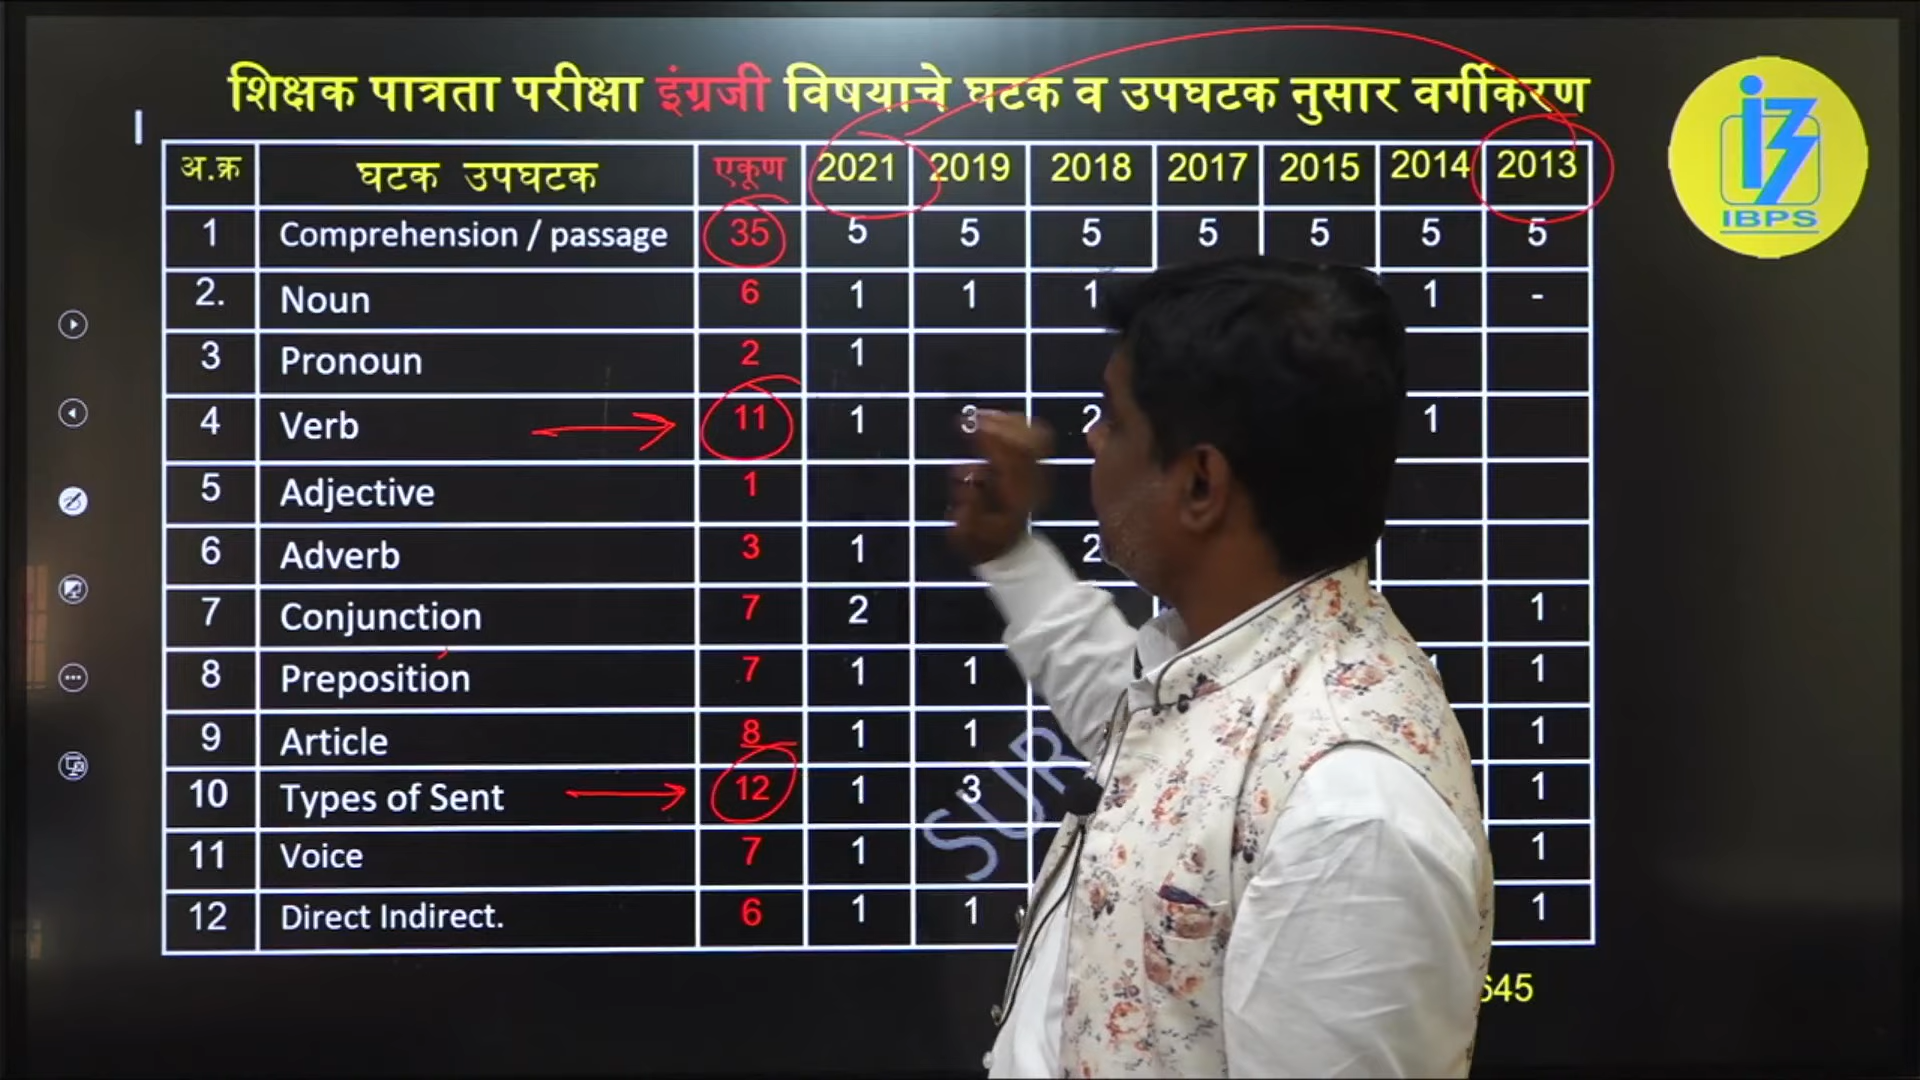 शिक्षक पात्रता परीक्षा इंग्रजी विषयाचे घटक व उपघटक नुसार वर्गीकरण
IBPS
अ.क्र घटक उपघटक एकूण 2021 2019 2018 2017 2015 2014 2013
1 Comprehension / passage 35 5 5 5 5 5 5 5
2. Noun 6 1 1 1 1 -
3 Pronoun 2 1
4 Verb 11 1 3 2 1
5 Adjective 1
6 Adverb 3 1 2
7 Conjunction 7 2 1
8 Preposition 7 1 1 1
9 Article 8 1 1 1
10 Types of Sent 12 1 3 1
11 Voice 7 1 1
12 Direct Indirect. 6 1 1 1
SUR
645